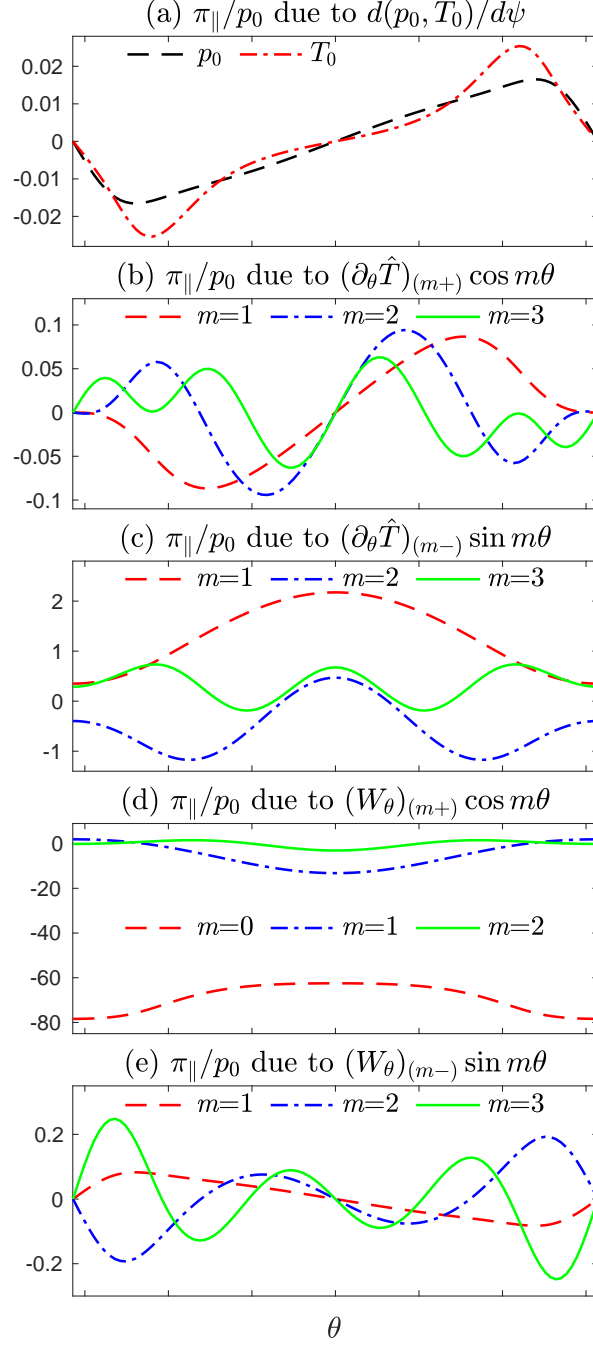 (a) π∥/p₀ due to d(p₀, T₀)/dψ
p₀ T₀
0.02
0.01
0
-0.01
-0.02
(b) π∥/p₀ due to (∂θT̂)(m+) cos mθ
m=1 m=2 m=3
0.1
0.05
0
-0.05
-0.1
(c) π∥/p₀ due to (∂θT̂)(m−) sin mθ
m=1 m=2 m=3
2
1
0
-1
(d) π∥/p₀ due to (Wθ)(m+) cos mθ
0
-20
-40
m=0 m=1 m=2
-60
-80
(e) π∥/p₀ due to (Wθ)(m−) sin mθ
m=1 m=2 m=3
0.2
0
-0.2
θ